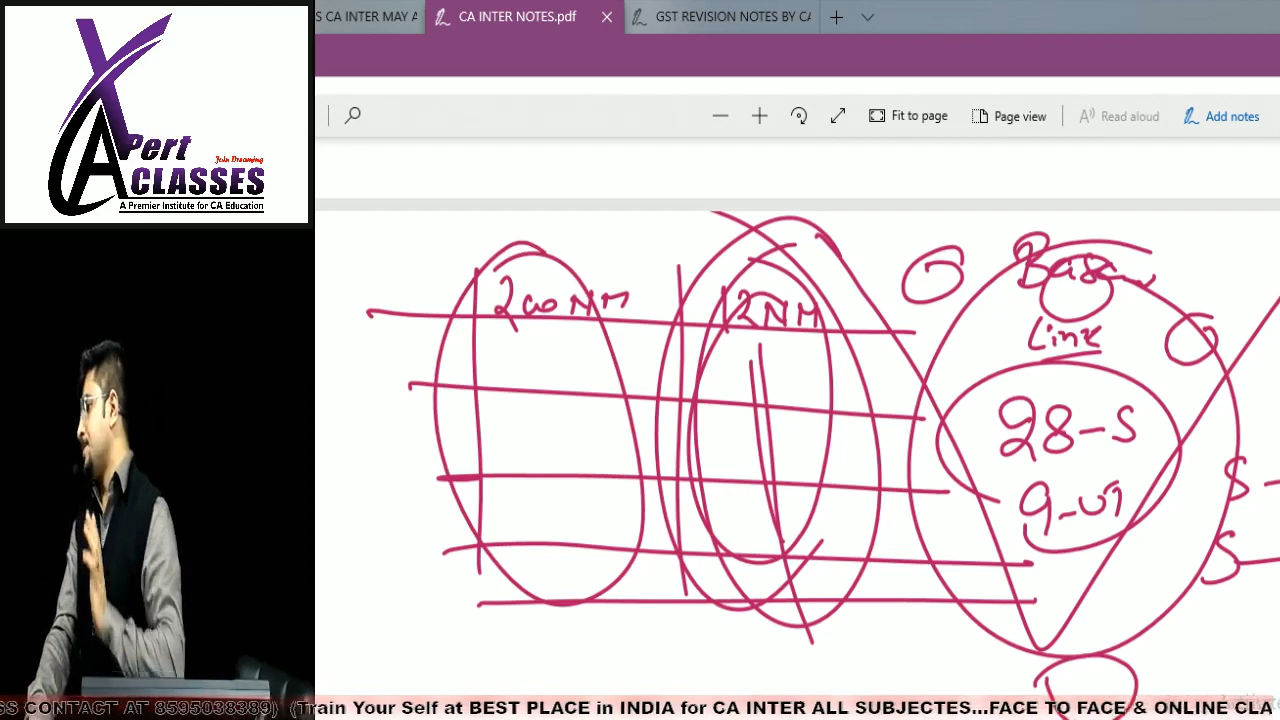 S CA INTER MAY A
CA INTER NOTES.pdf
GST REVISION NOTES BY CA
Fit to page
Page view
Read aloud
Add notes
XPert
Join Dreaming
CLASSES
A Premier Institute for CA Education
200 NM
12NM
Base
Link
28-S
9-UT
S-
S-
SS CONTACT AT 8595038389) (Train Your Self at BEST PLACE in INDIA for CA INTER ALL SUBJECTES...FACE TO FACE & ONLINE CLA